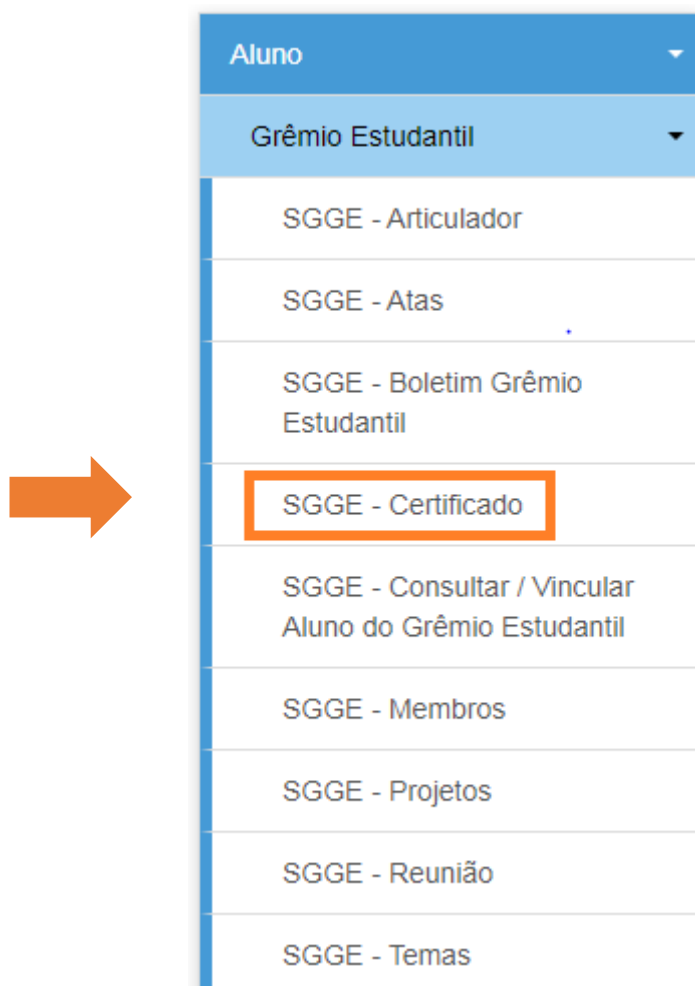 Aluno
Grêmio Estudantil
SGGE - Articulador
SGGE - Atas
SGGE - Boletim Grêmio
Estudantil
SGGE - Certificado
SGGE - Consultar / Vincular
Aluno do Grêmio Estudantil
SGGE - Membros
SGGE - Projetos
SGGE - Reunião
SGGE - Temas